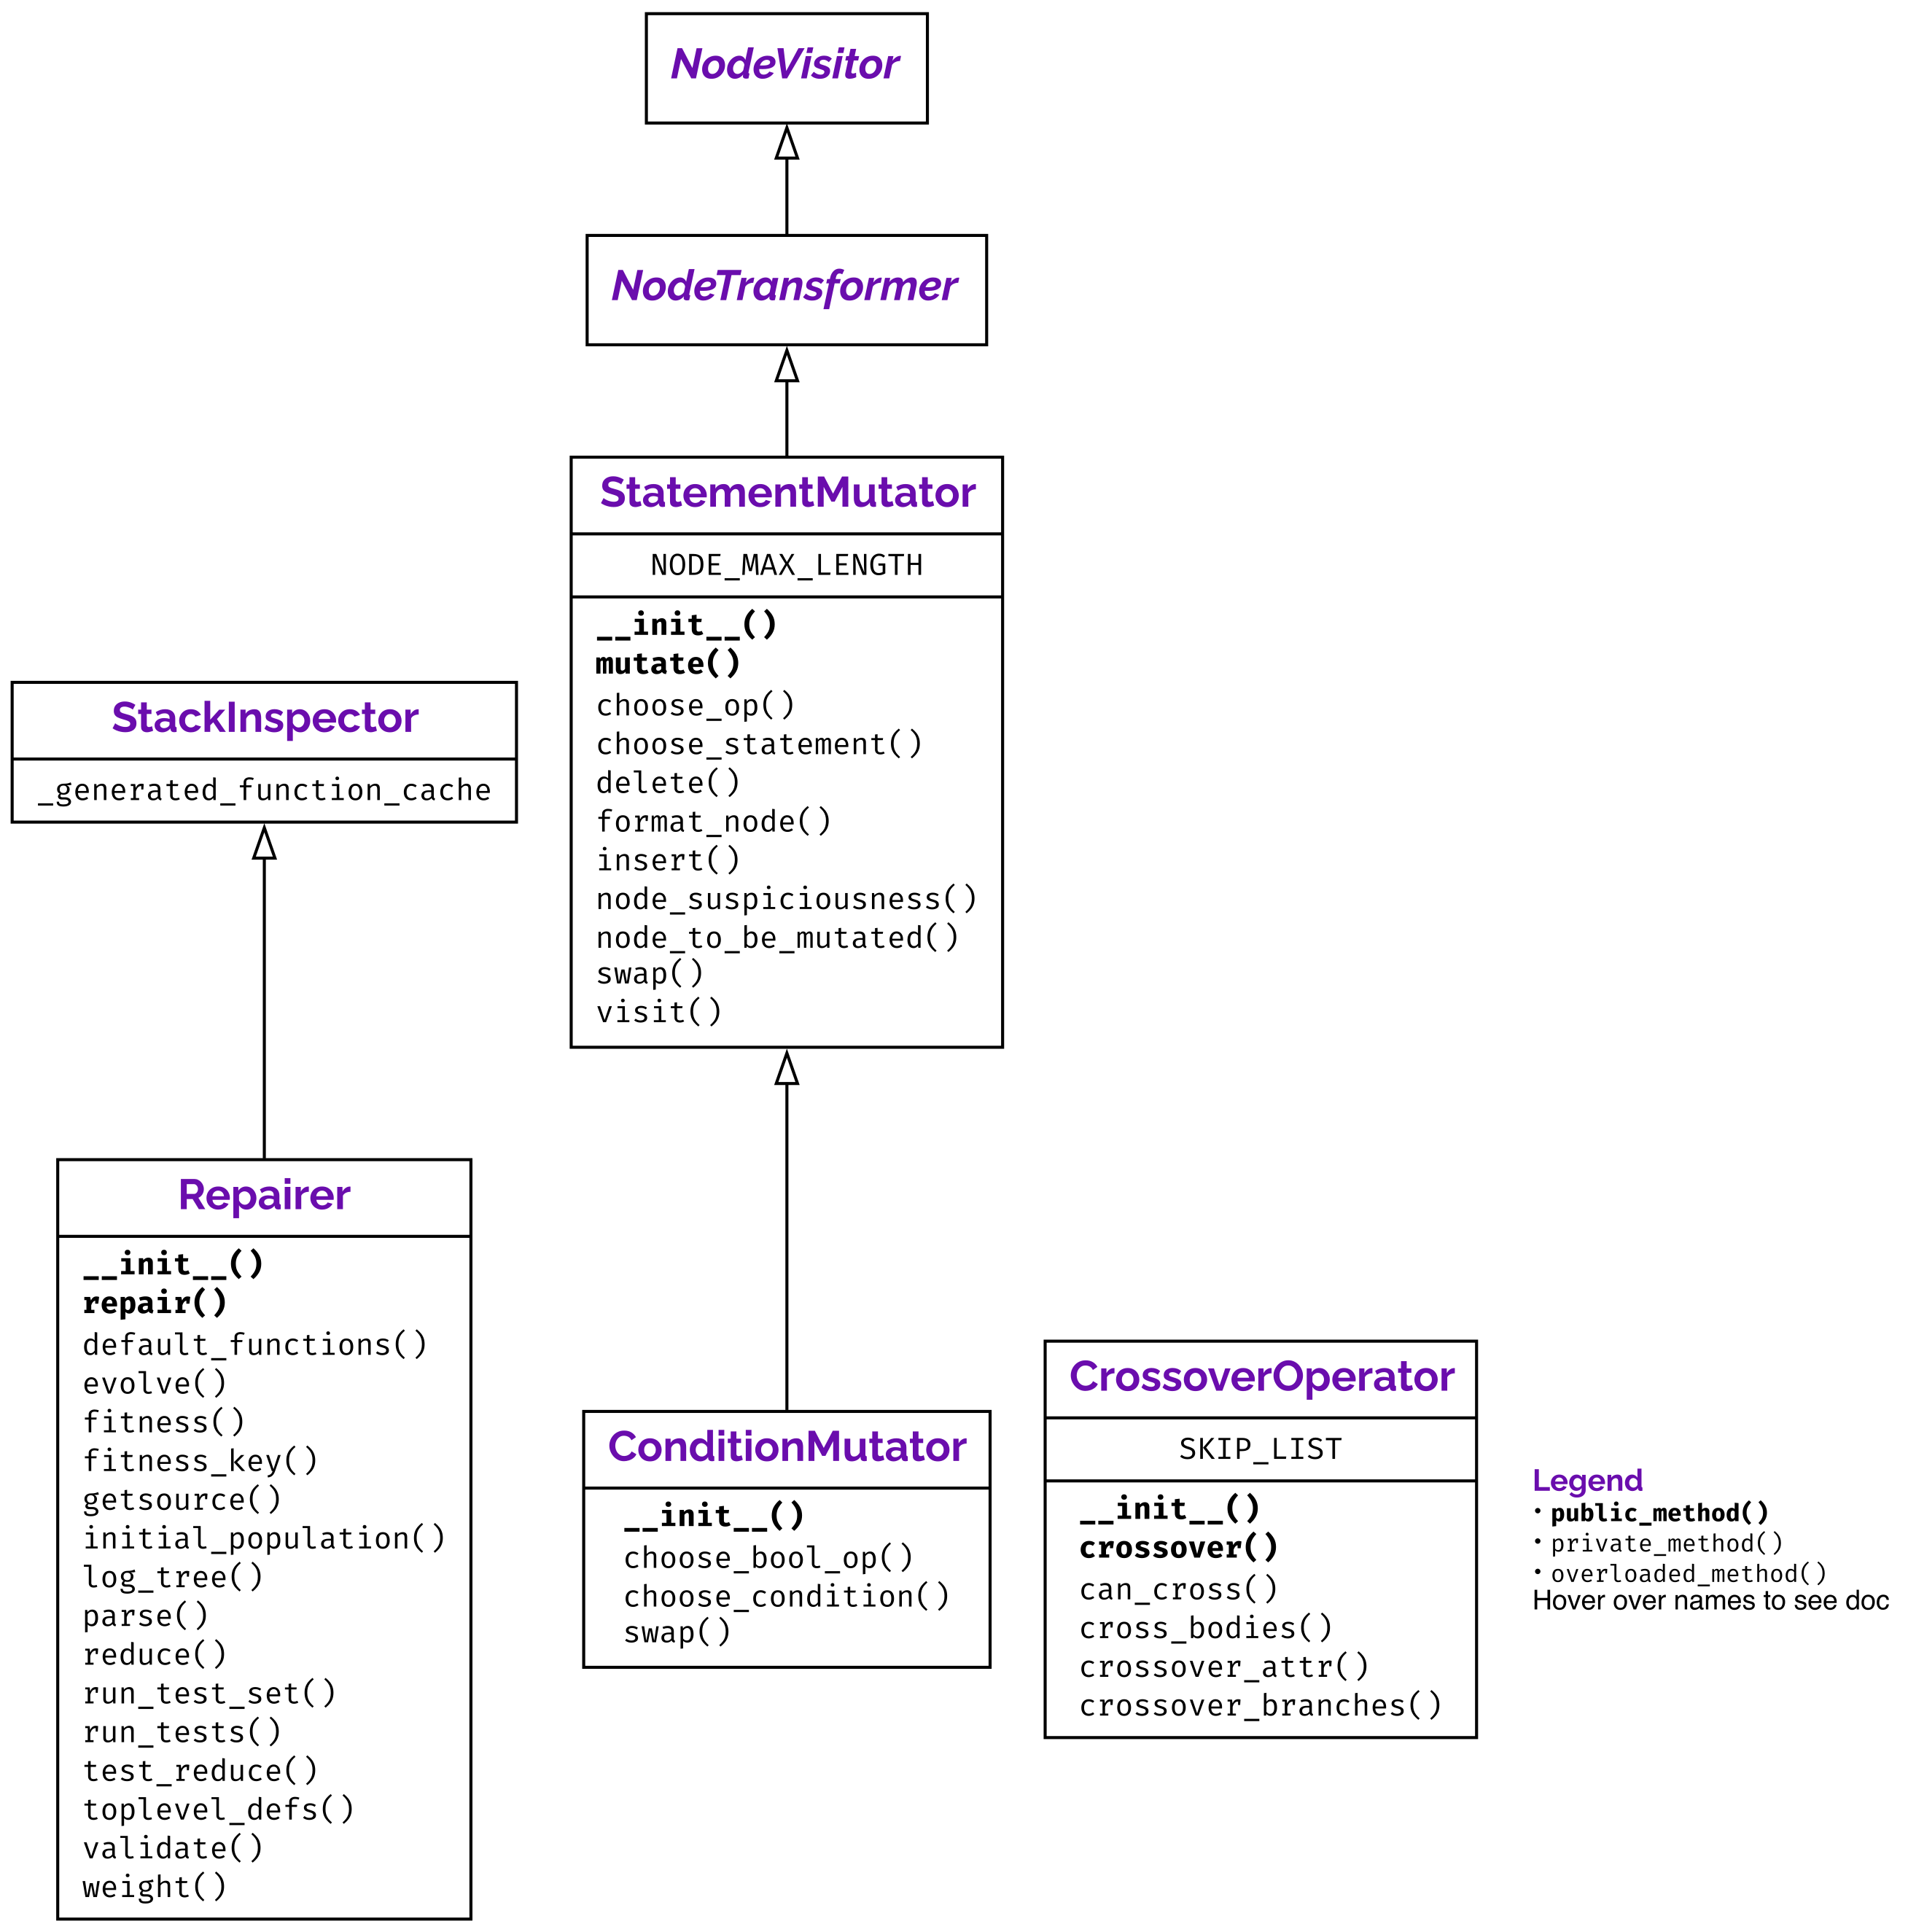 NodeVisitor
NodeTransformer
StatementMutator
NODE_MAX_LENGTH
__init__()
mutate()
choose_op()
choose_statement()
delete()
format_node()
insert()
node_suspiciousness()
node_to_be_mutated()
swap()
visit()
StackInspector
_generated_function_cache
Repairer
__init__()
repair()
default_functions()
evolve()
fitness()
fitness_key()
getsource()
initial_population()
log_tree()
parse()
reduce()
run_test_set()
run_tests()
test_reduce()
toplevel_defs()
validate()
weight()
ConditionMutator
__init__()
choose_bool_op()
choose_condition()
swap()
CrossoverOperator
SKIP_LIST
__init__()
crossover()
can_cross()
cross_bodies()
crossover_attr()
crossover_branches()
Legend
• public_method()
• private_method()
• overloaded_method()
Hover over names to see doc